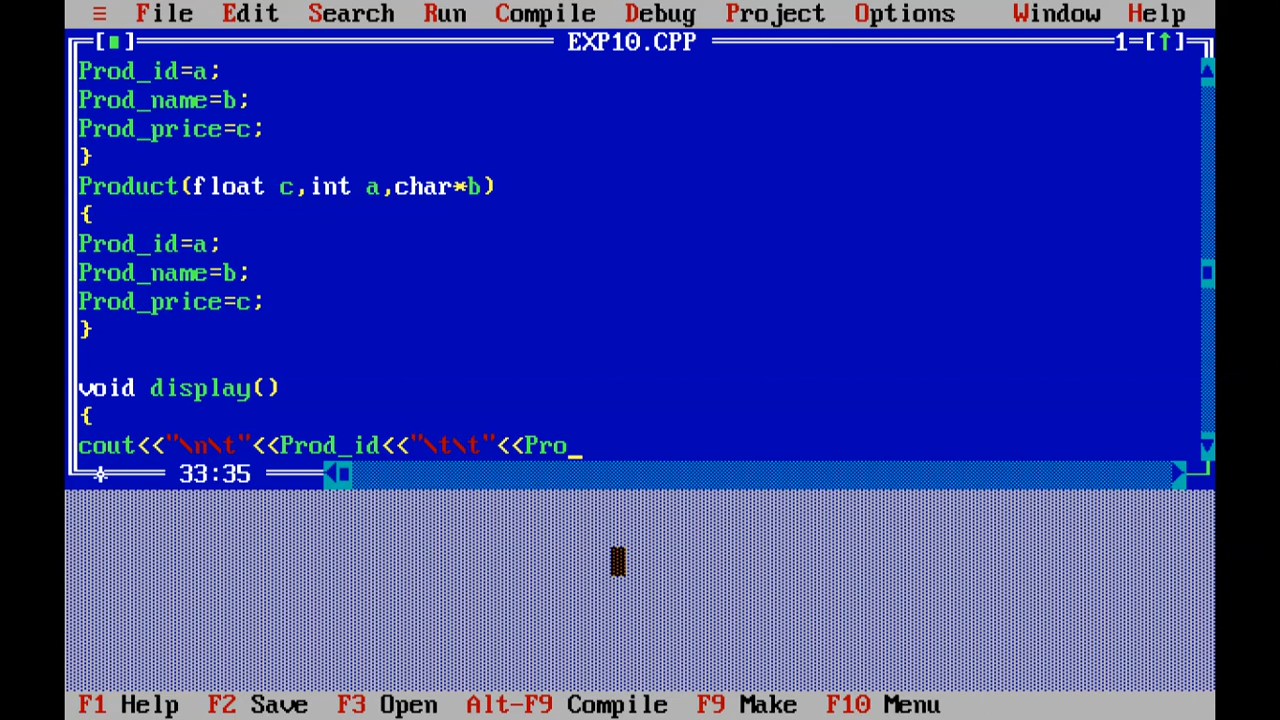 ≡ File Edit Search Run Compile Debug Project Options Window Help
[■] EXP10.CPP 1=[↑]
Prod_id=a;
Prod_name=b;
Prod_price=c;
}
Product(float c,int a,char*b)
{
Prod_id=a;
Prod_name=b;
Prod_price=c;
}
void display()
{
cout<<"\n\t"<<Prod_id<<"\t\t"<<Pro_
33:35
F1 Help F2 Save F3 Open Alt-F9 Compile F9 Make F10 Menu